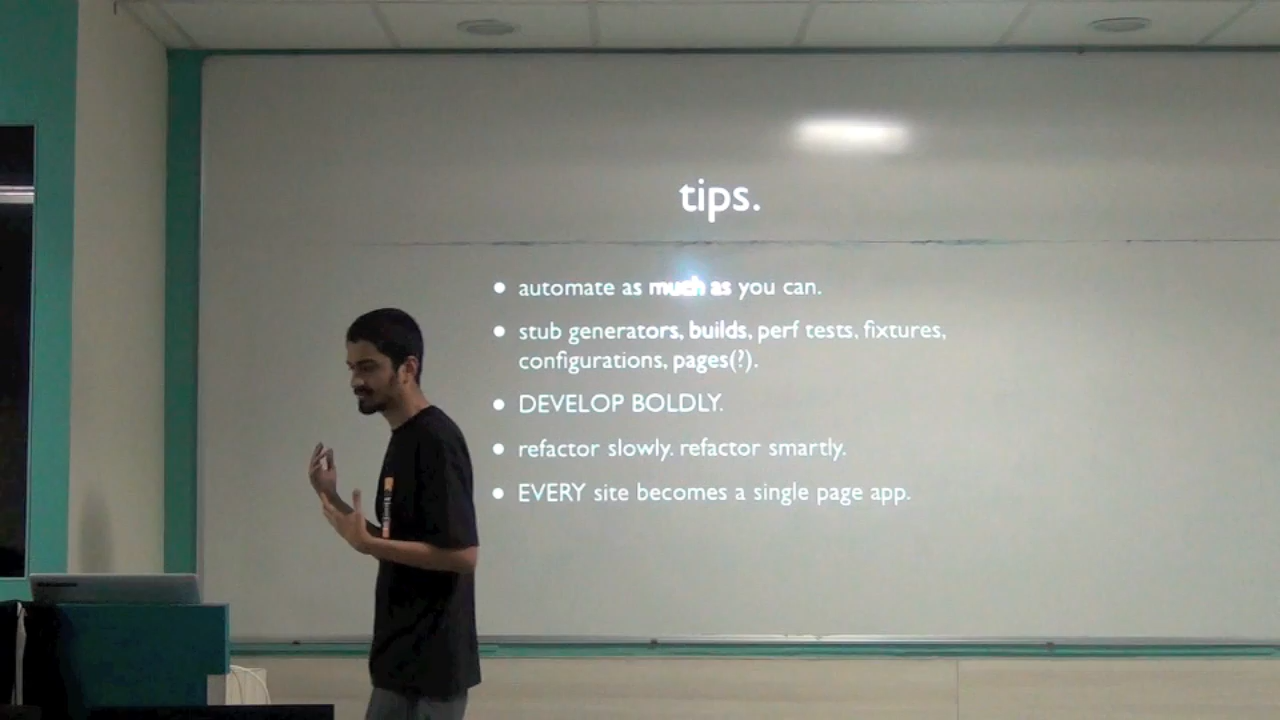 tips.
automate as much as you can.
stub generators, builds, perf tests, fixtures,
configurations, pages(?).
DEVELOP BOLDLY.
refactor slowly. refactor smartly.
EVERY site becomes a single page app.